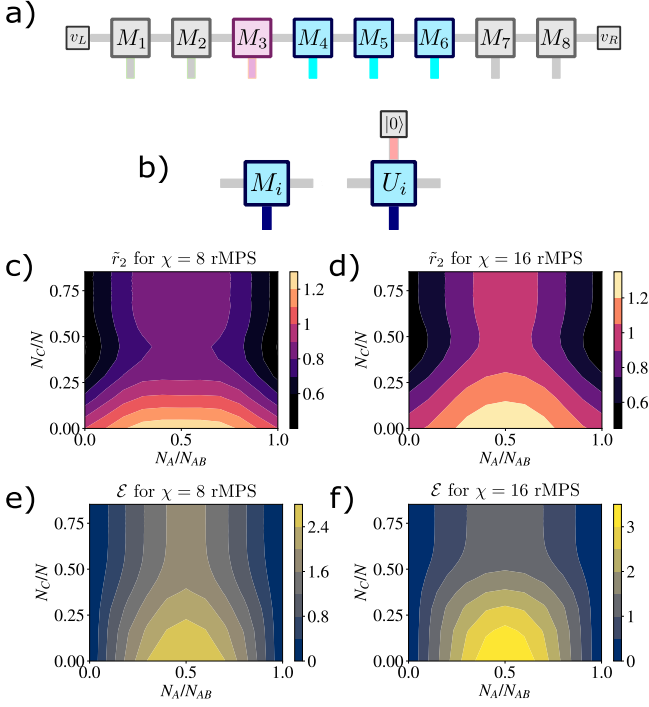 a)
v_L M_1 M_2 M_3 M_4 M_5 M_6 M_7 M_8 v_R
b)
M_i
|0⟩
U_i
c)
r̃_2 for χ = 8 rMPS
N_C/N
0.75
0.50
0.25
0.00
0.0 0.5 1.0
N_A/N_AB
1.2
1
0.8
0.6
d)
r̃_2 for χ = 16 rMPS
N_C/N
0.75
0.50
0.25
0.00
0.0 0.5 1.0
N_A/N_AB
1.2
1
0.8
0.6
e)
ℰ for χ = 8 rMPS
N_C/N
0.75
0.50
0.25
0.00
0.0 0.5 1.0
N_A/N_AB
2.4
1.6
0.8
0
f)
ℰ for χ = 16 rMPS
N_C/N
0.75
0.50
0.25
0.00
0.0 0.5 1.0
N_A/N_AB
3
2
1
0